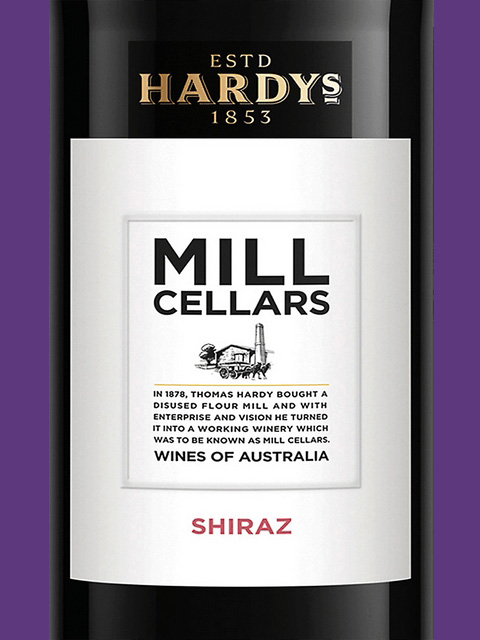 ESTD
HARDYS
1853
MILL
CELLARS
IN 1878, THOMAS HARDY BOUGHT A
DISUSED FLOUR MILL AND WITH
ENTERPRISE AND VISION HE TURNED
IT INTO A WORKING WINERY WHICH
WAS TO BE KNOWN AS MILL CELLARS.
WINES OF AUSTRALIA
SHIRAZ